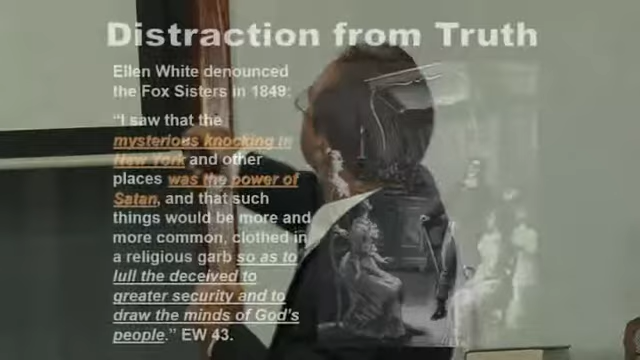 Distraction from Truth
Ellen White denounced
the Fox Sisters in 1849:
“I saw that the
mysterious knocking in
New York and other
places was the power of
Satan, and that such
things would be more and
more common, clothed in
a religious garb so as to
lull the deceived to
greater security and to
draw the minds of God's
people.” EW 43.